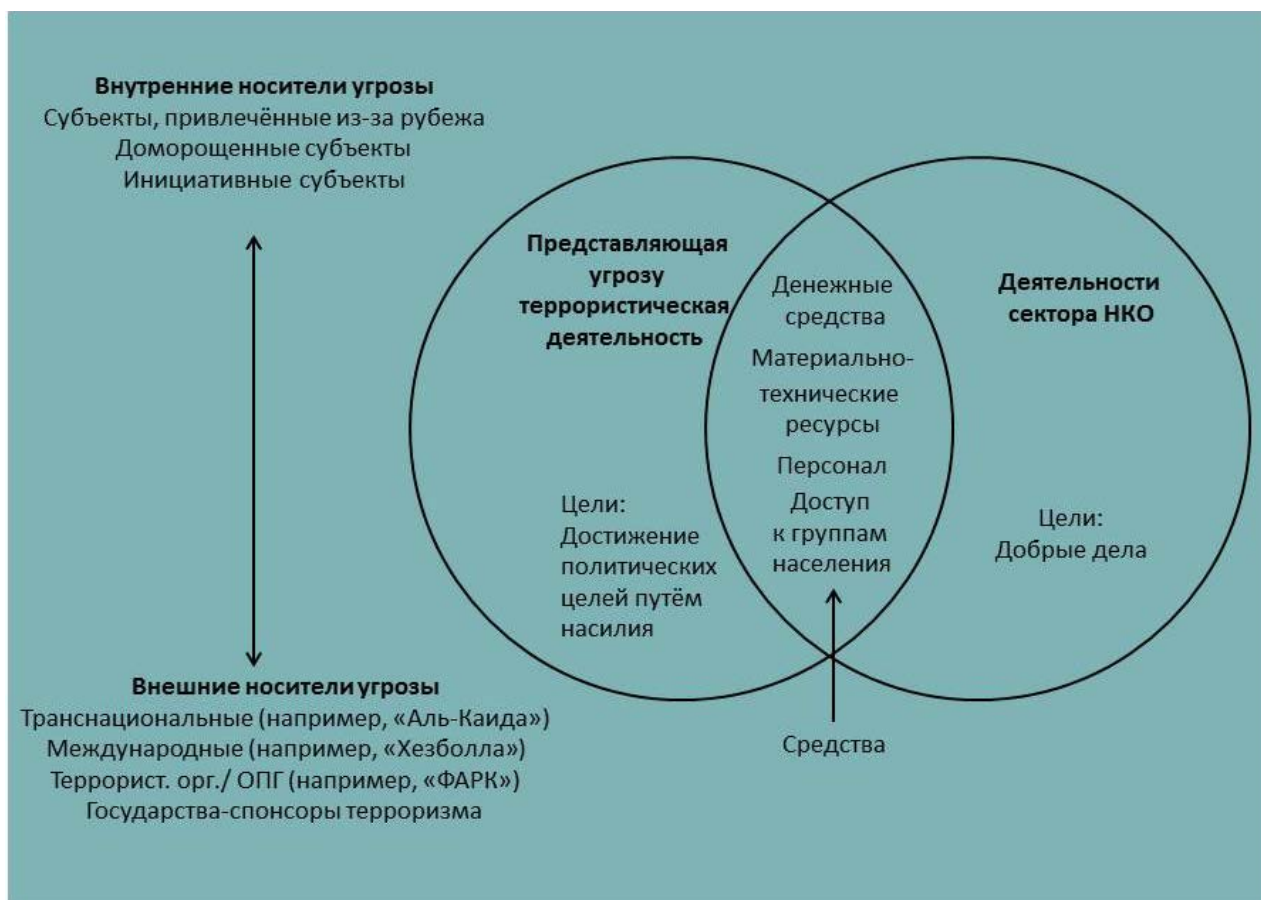 Внутренние носители угрозы
Субъекты, привлечённые из-за рубежа
Доморощенные субъекты
Инициативные субъекты
Внешние носители угрозы
Транснациональные (например, «Аль-Каида»)
Международные (например, «Хезболла»)
Террорист. орг./ ОПГ (например, «ФАРК»)
Государства-спонсоры терроризма
Представляющая
угрозу
террористическая
деятельность
Цели:
Достижение
политических
целей путём
насилия
Денежные
средства
Материально-
технические
ресурсы
Персонал
Доступ
к группам
населения
Средства
Деятельности
сектора НКО
Цели:
Добрые дела